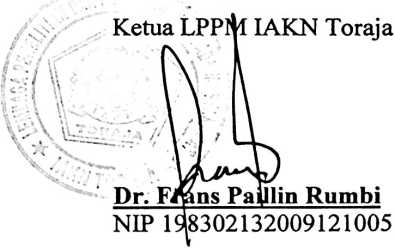 Ketua LPPM IAKN Toraja
Dr. Frans Paillin Rumbi
NIP 198302132009121005